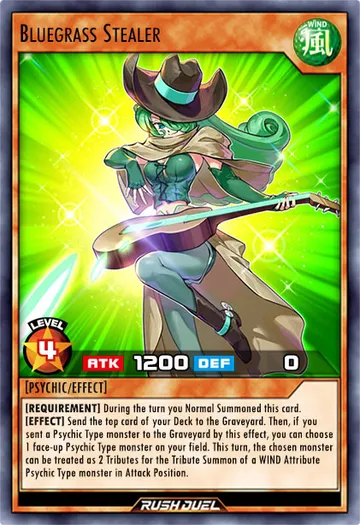 Bluegrass Stealer
WIND
風
LEVEL
4
ATK 1200 DEF 0
[PSYCHIC/EFFECT]
[REQUIREMENT] During the turn you Normal Summoned this card.
[EFFECT] Send the top card of your Deck to the Graveyard. Then, if you
sent a Psychic Type monster to the Graveyard by this effect, you can choose
1 face-up Psychic Type monster on your field. This turn, the chosen monster
can be treated as 2 Tributes for the Tribute Summon of a WIND Attribute
Psychic Type monster in Attack Position.
RUSH DUEL